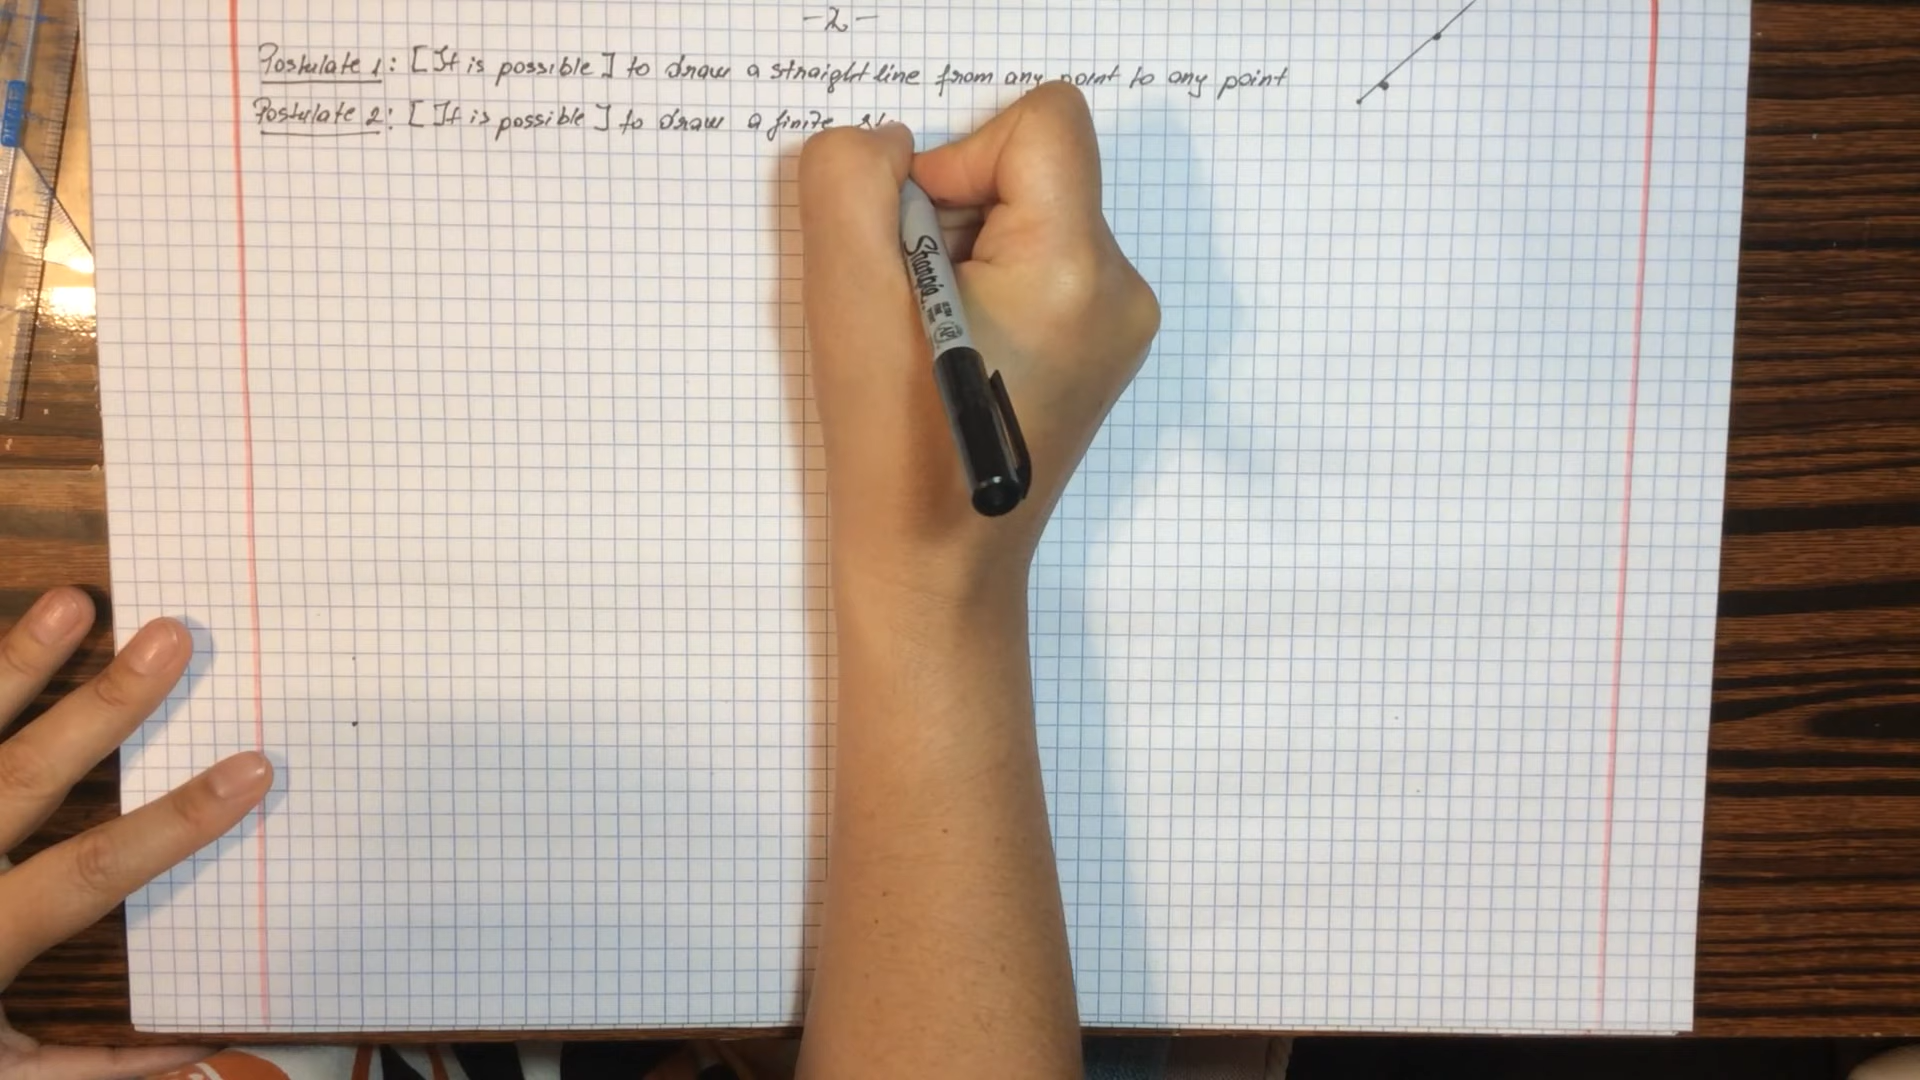 -2-
Postulate 1: [It is possible] to draw a straight line from any point to any point
Postulate 2: [It is possible] to draw a finite
Sharpie